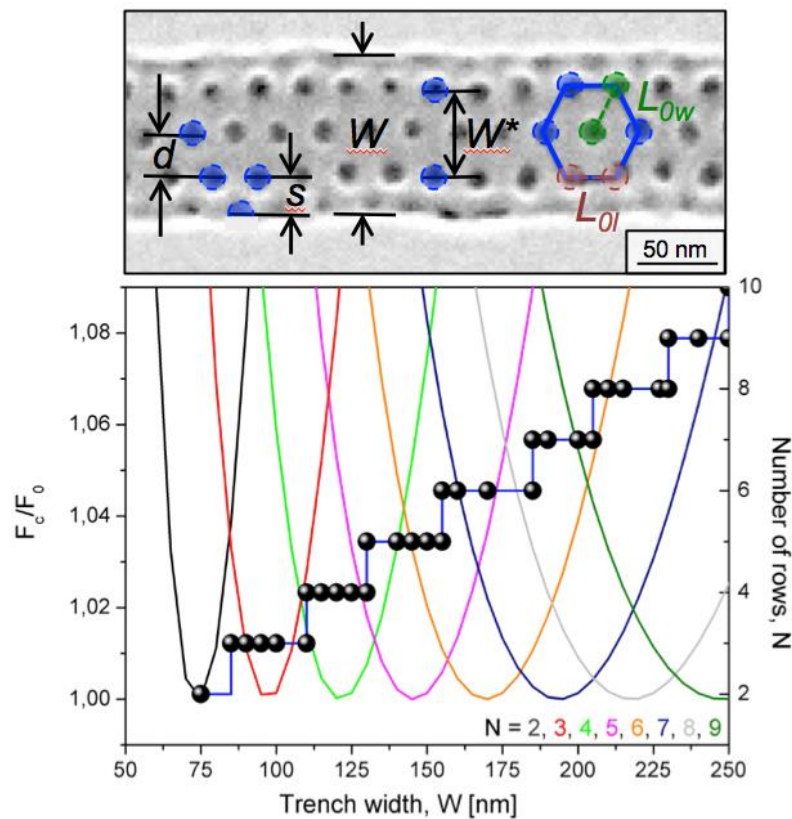 d
s
W
W*
L0w
L0l
50 nm
1,08
1,06
1,04
1,02
1,00
Fc/F0
10
8
6
4
2
Number of rows, N
N = 2, 3, 4, 5, 6, 7, 8, 9
50 75 100 125 150 175 200 225 250
Trench width, W [nm]